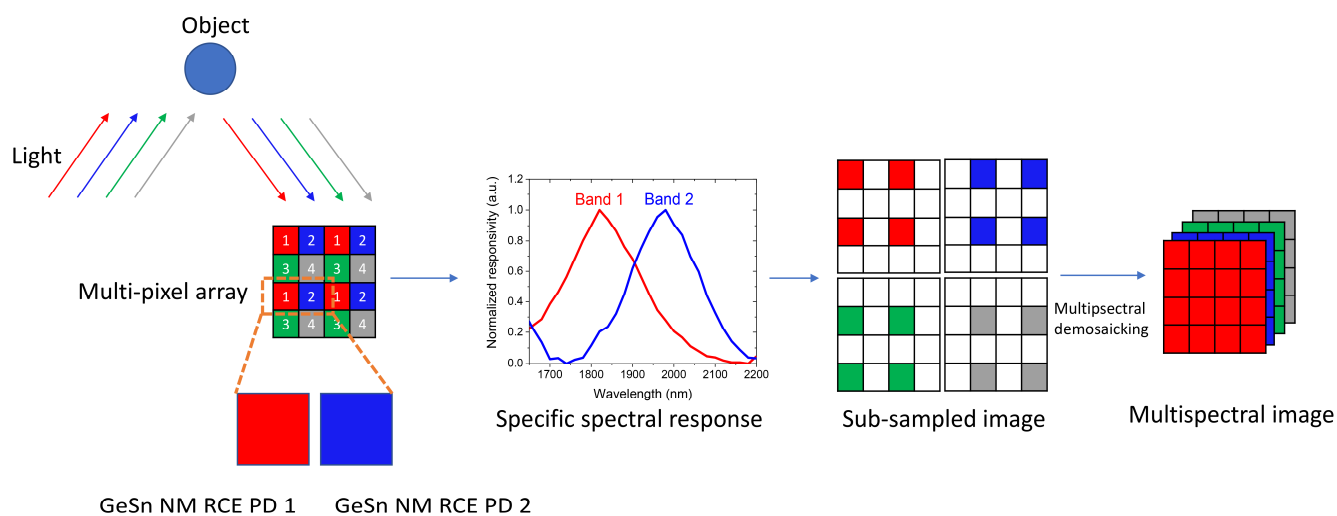 Object
Light
1 2 1 2
3 4 3 4
1 2 1 2
3 4 3 4
Multi-pixel array
GeSn NM RCE PD 1
GeSn NM RCE PD 2
Normalized responsivity (a.u.)
1.2
1.0
0.8
0.6
0.4
0.2
0.0
Band 1
Band 2
1700 1800 1900 2000 2100 2200
Wavelength (nm)
Specific spectral response
Sub-sampled image
Multipsectral
demosaicking
Multispectral image